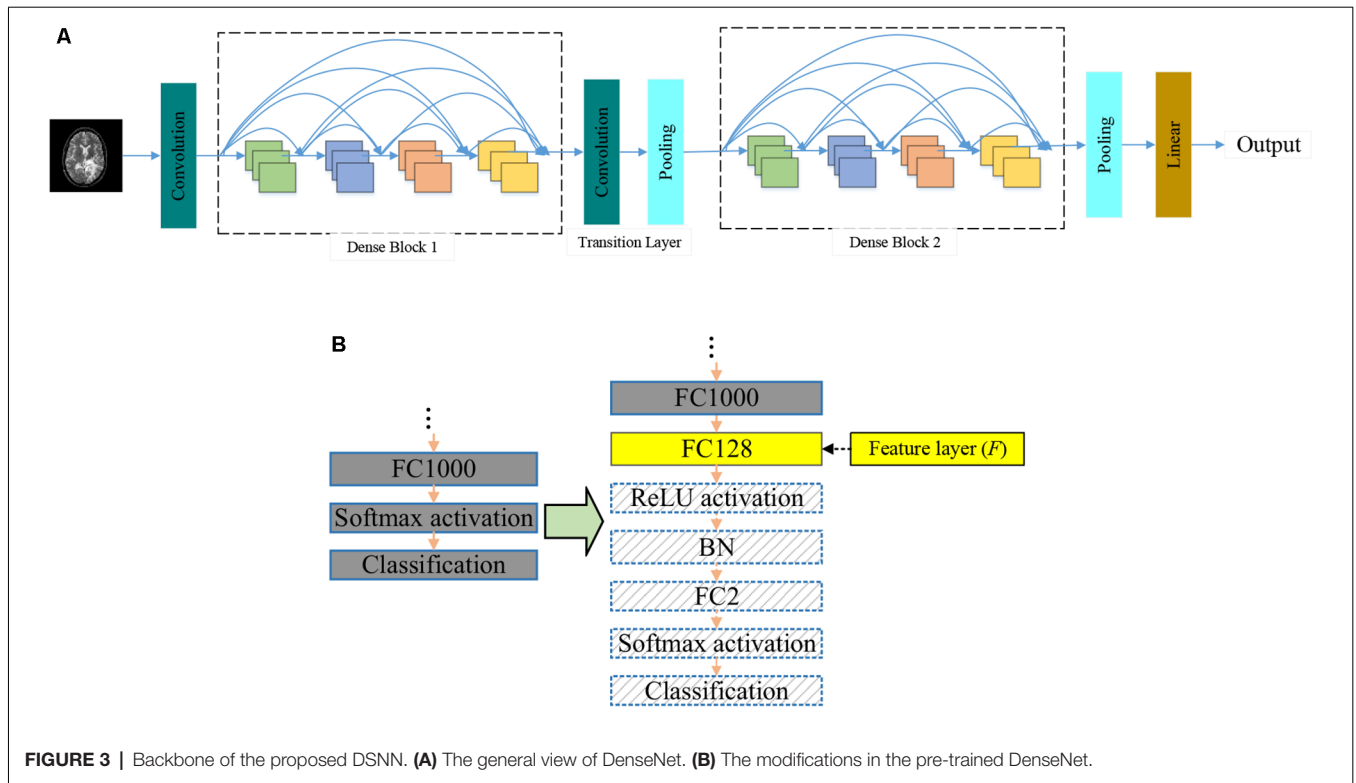 A
Convolution
Dense Block 1
Convolution
Pooling
Transition Layer
Dense Block 2
Pooling
Linear
Output
B
⋮
FC1000
Softmax activation
Classification
⋮
FC1000
FC128
Feature layer (F)
ReLU activation
BN
FC2
Softmax activation
Classification
FIGURE 3 | Backbone of the proposed DSNN. (A) The general view of DenseNet. (B) The modifications in the pre-trained DenseNet.